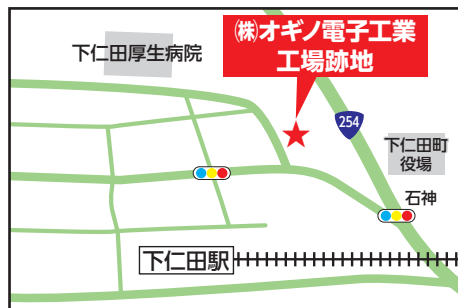 ㈱オギノ電子工業
工場跡地
下仁田厚生病院
254
下仁田町
役場
石神
下仁田駅